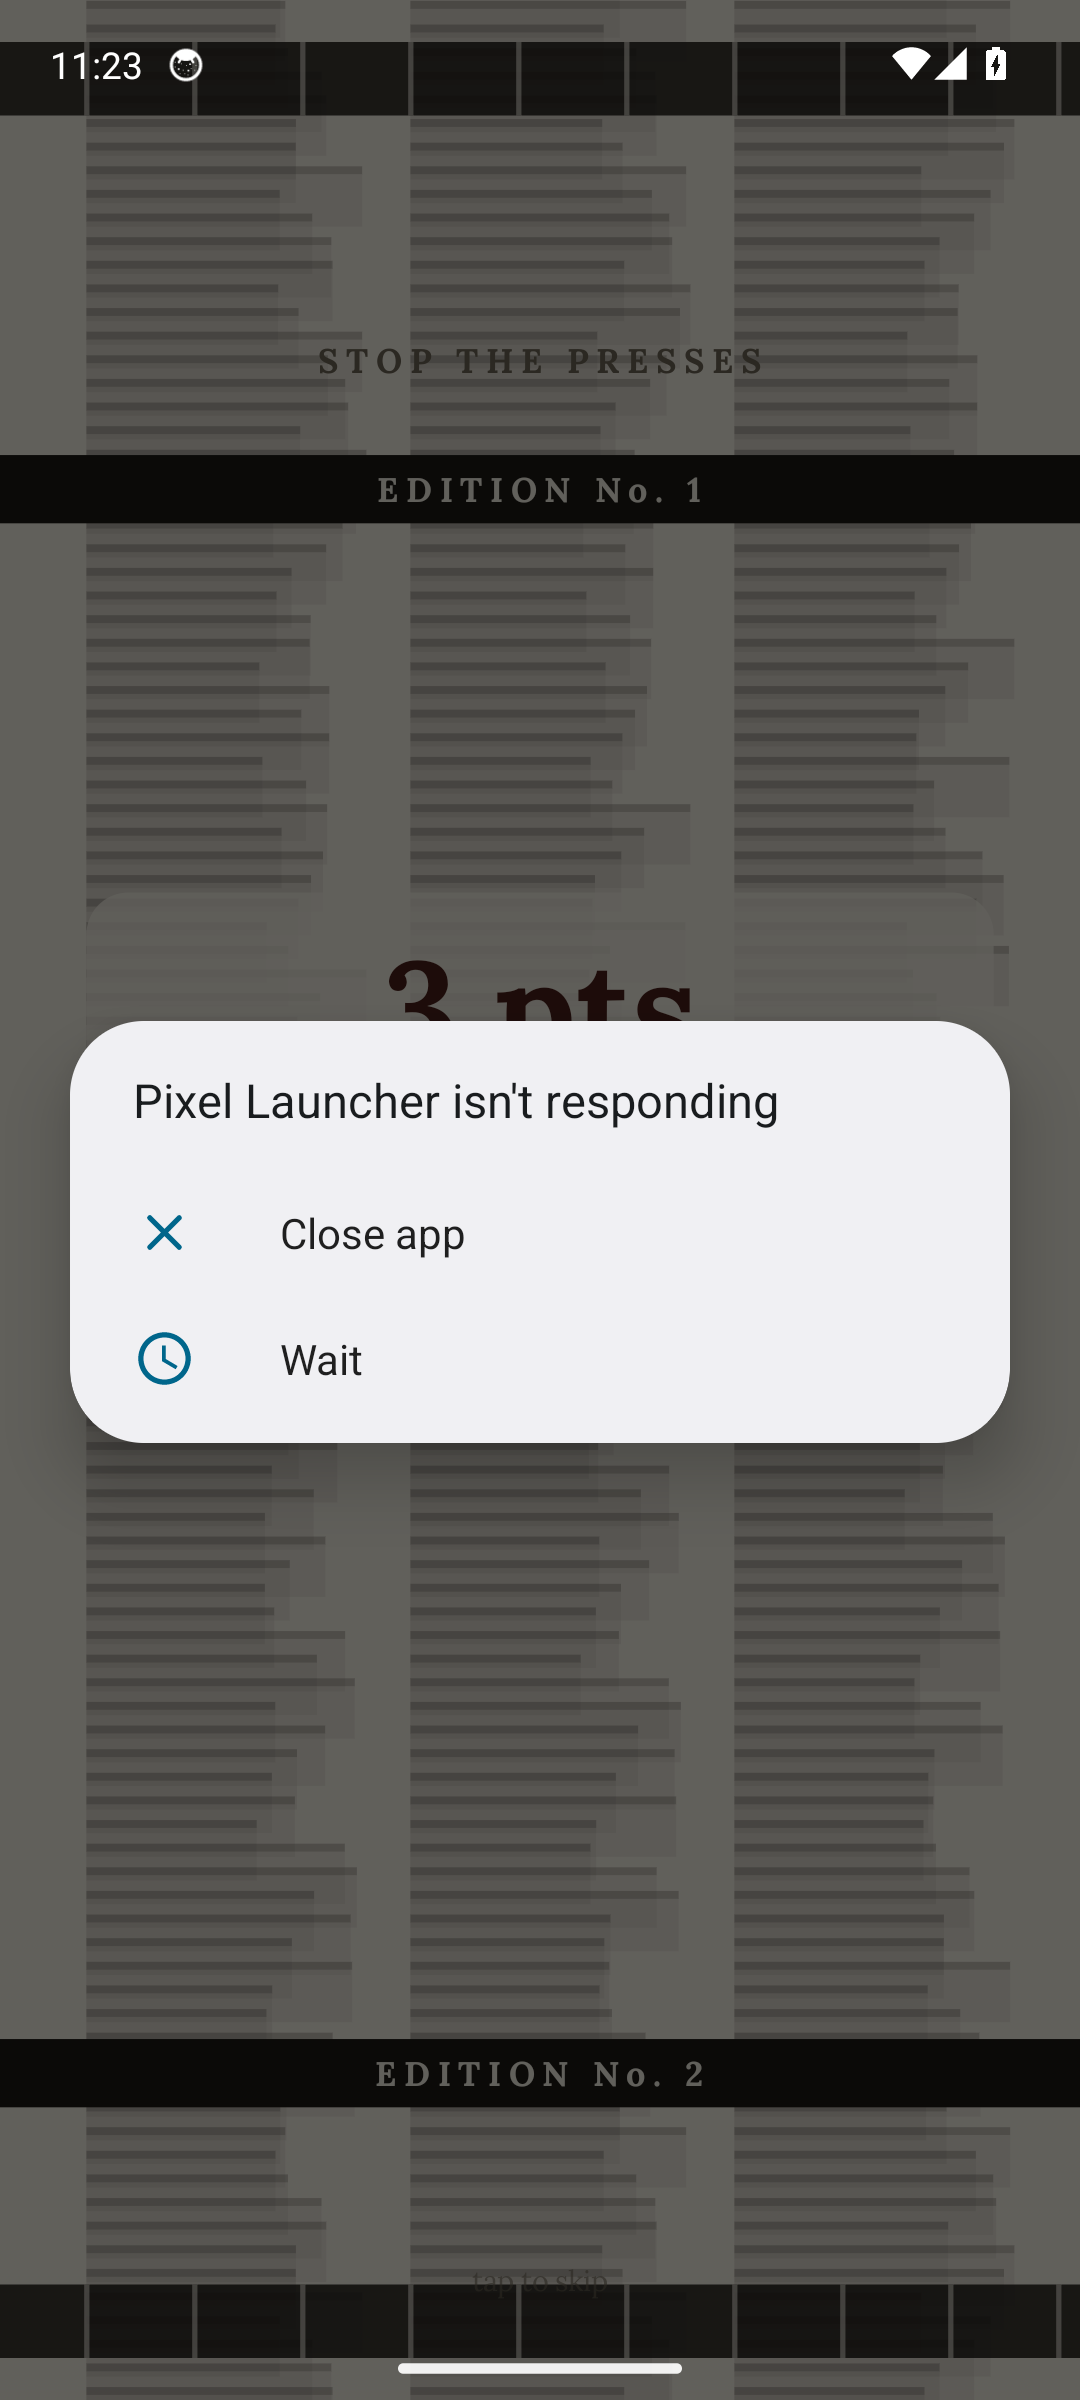 11:23
STOP THE PRESSES
EDITION No. 1
3 pts
Pixel Launcher isn't responding
Close app
Wait
EDITION No. 2
tap to skip